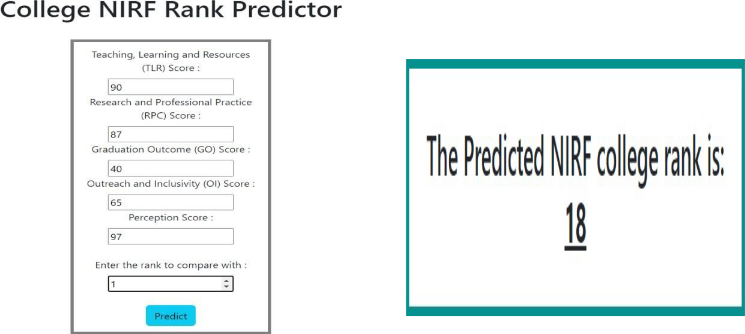 College NIRF Rank Predictor
Teaching, Learning and Resources
(TLR) Score :
90
Research and Professional Practice
(RPC) Score :
87
Graduation Outcome (GO) Score :
40
Outreach and Inclusivity (OI) Score :
65
Perception Score :
97
Enter the rank to compare with :
1
Predict
The Predicted NIRF college rank is:
18